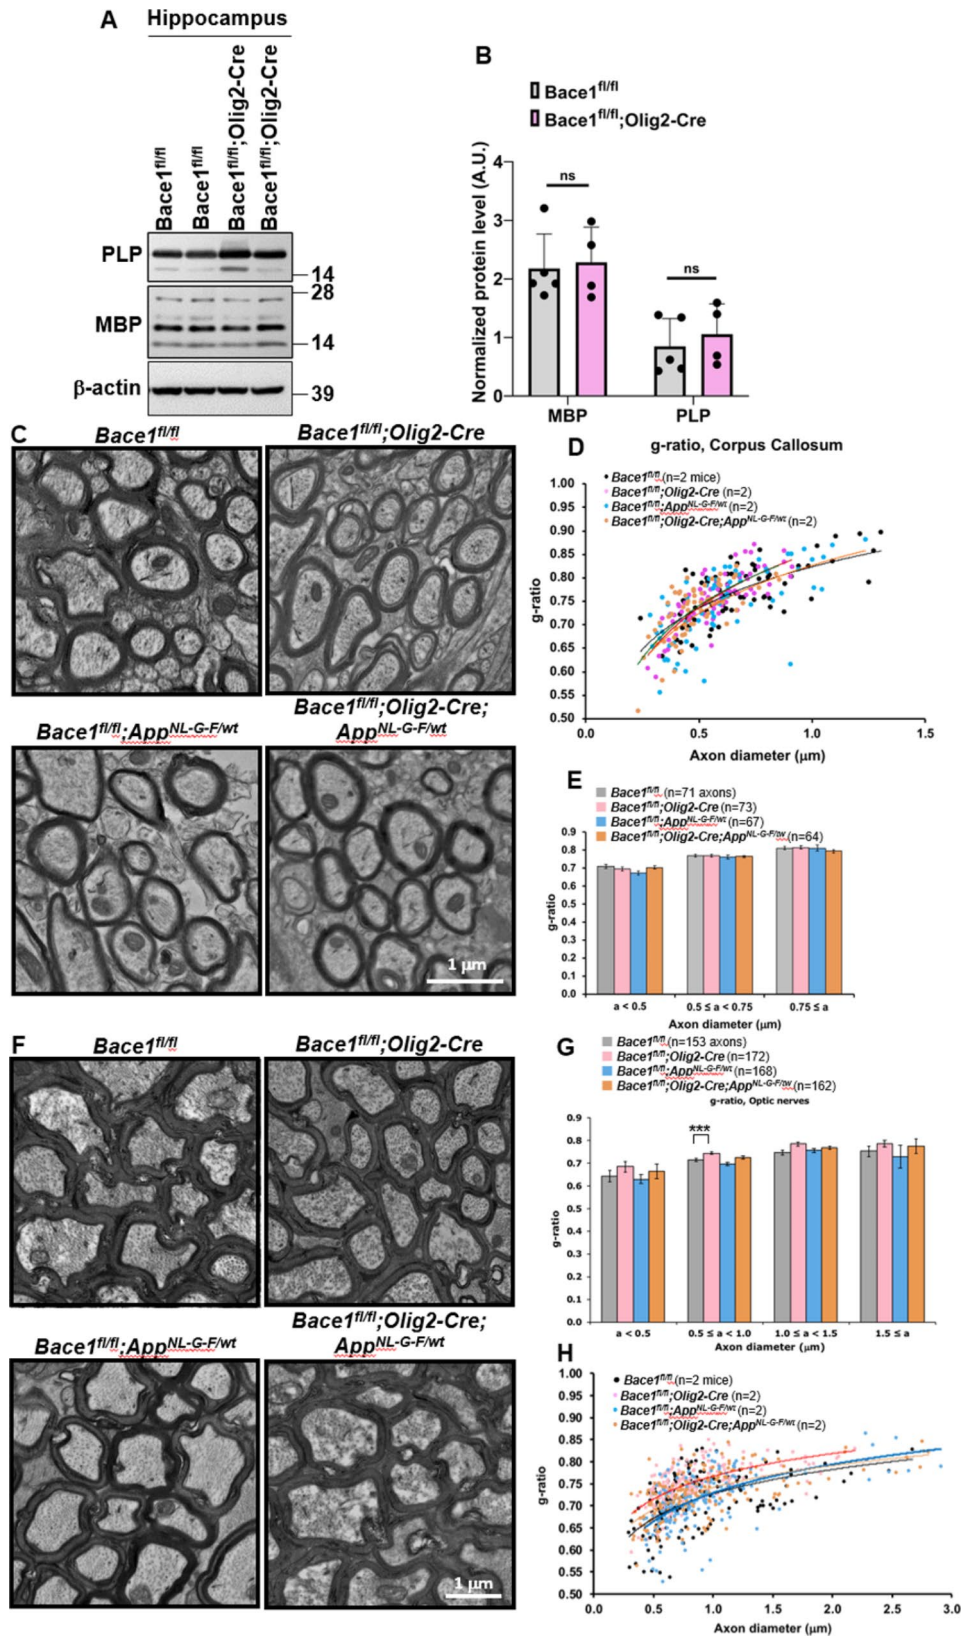 A
Hippocampus
Bace1fl/fl
Bace1fl/fl
Bace1fl/fl;Olig2-Cre
Bace1fl/fl;Olig2-Cre
PLP
14
28
MBP
14
β-actin
39
B
Bace1fl/fl
Bace1fl/fl;Olig2-Cre
Normalized protein level (A.U.)
4
3
2
1
0
ns
ns
MBP PLP
C
Bace1fl/fl
Bace1fl/fl;Olig2-Cre
Bace1fl/fl;AppNL-G-F/wt
Bace1fl/fl;Olig2-Cre;
AppNL-G-F/wt
1 μm
D
g-ratio, Corpus Callosum
Bace1fl/fl (n=2 mice)
Bace1fl/fl;Olig2-Cre (n=2)
Bace1fl/fl;AppNL-G-F/wt (n=2)
Bace1fl/fl;Olig2-Cre;AppNL-G-F/wt (n=2)
g-ratio
1.00
0.95
0.90
0.85
0.80
0.75
0.70
0.65
0.60
0.55
0.50
0.0 0.5 1.0 1.5
Axon diameter (μm)
E
Bace1fl/fl (n=71 axons)
Bace1fl/fl;Olig2-Cre (n=73)
Bace1fl/fl;AppNL-G-F/wt (n=67)
Bace1fl/fl;Olig2-Cre;AppNL-G-F/tw (n=64)
g-ratio
0.9
0.8
0.7
0.6
0.5
0.4
0.3
0.2
0.1
0.0
a < 0.5 0.5 ≤ a < 0.75 0.75 ≤ a
Axon diameter (μm)
F
Bace1fl/fl
Bace1fl/fl;Olig2-Cre
Bace1fl/fl;AppNL-G-F/wt
Bace1fl/fl;Olig2-Cre;
AppNL-G-F/wt
1 μm
G
Bace1fl/fl (n=153 axons)
Bace1fl/fl;Olig2-Cre (n=172)
Bace1fl/fl;AppNL-G-F/wt (n=168)
Bace1fl/fl;Olig2-Cre;AppNL-G-F/tw (n=162)
g-ratio, Optic nerves
g-ratio
0.9
0.8
0.7
0.6
0.5
0.4
0.3
0.2
0.1
0.0
***
a < 0.5 0.5 ≤ a < 1.0 1.0 ≤ a < 1.5 1.5 ≤ a
Axon diameter (μm)
H
Bace1fl/fl (n=2 mice)
Bace1fl/fl;Olig2-Cre (n=2)
Bace1fl/fl;AppNL-G-F/wt (n=2)
Bace1fl/fl;Olig2-Cre;AppNL-G-F/wt (n=2)
g-ratio
1.00
0.95
0.90
0.85
0.80
0.75
0.70
0.65
0.60
0.55
0.50
0.0 0.5 1.0 1.5 2.0 2.5 3.0
Axon diameter (μm)